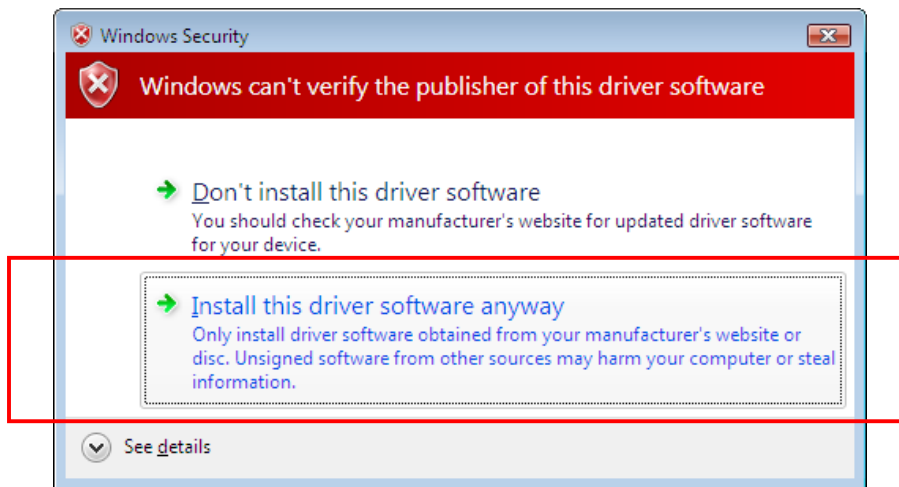 Windows Security
Windows can't verify the publisher of this driver software
Don't install this driver software
You should check your manufacturer's website for updated driver software
for your device.
Install this driver software anyway
Only install driver software obtained from your manufacturer's website or
disc. Unsigned software from other sources may harm your computer or steal
information.
See details